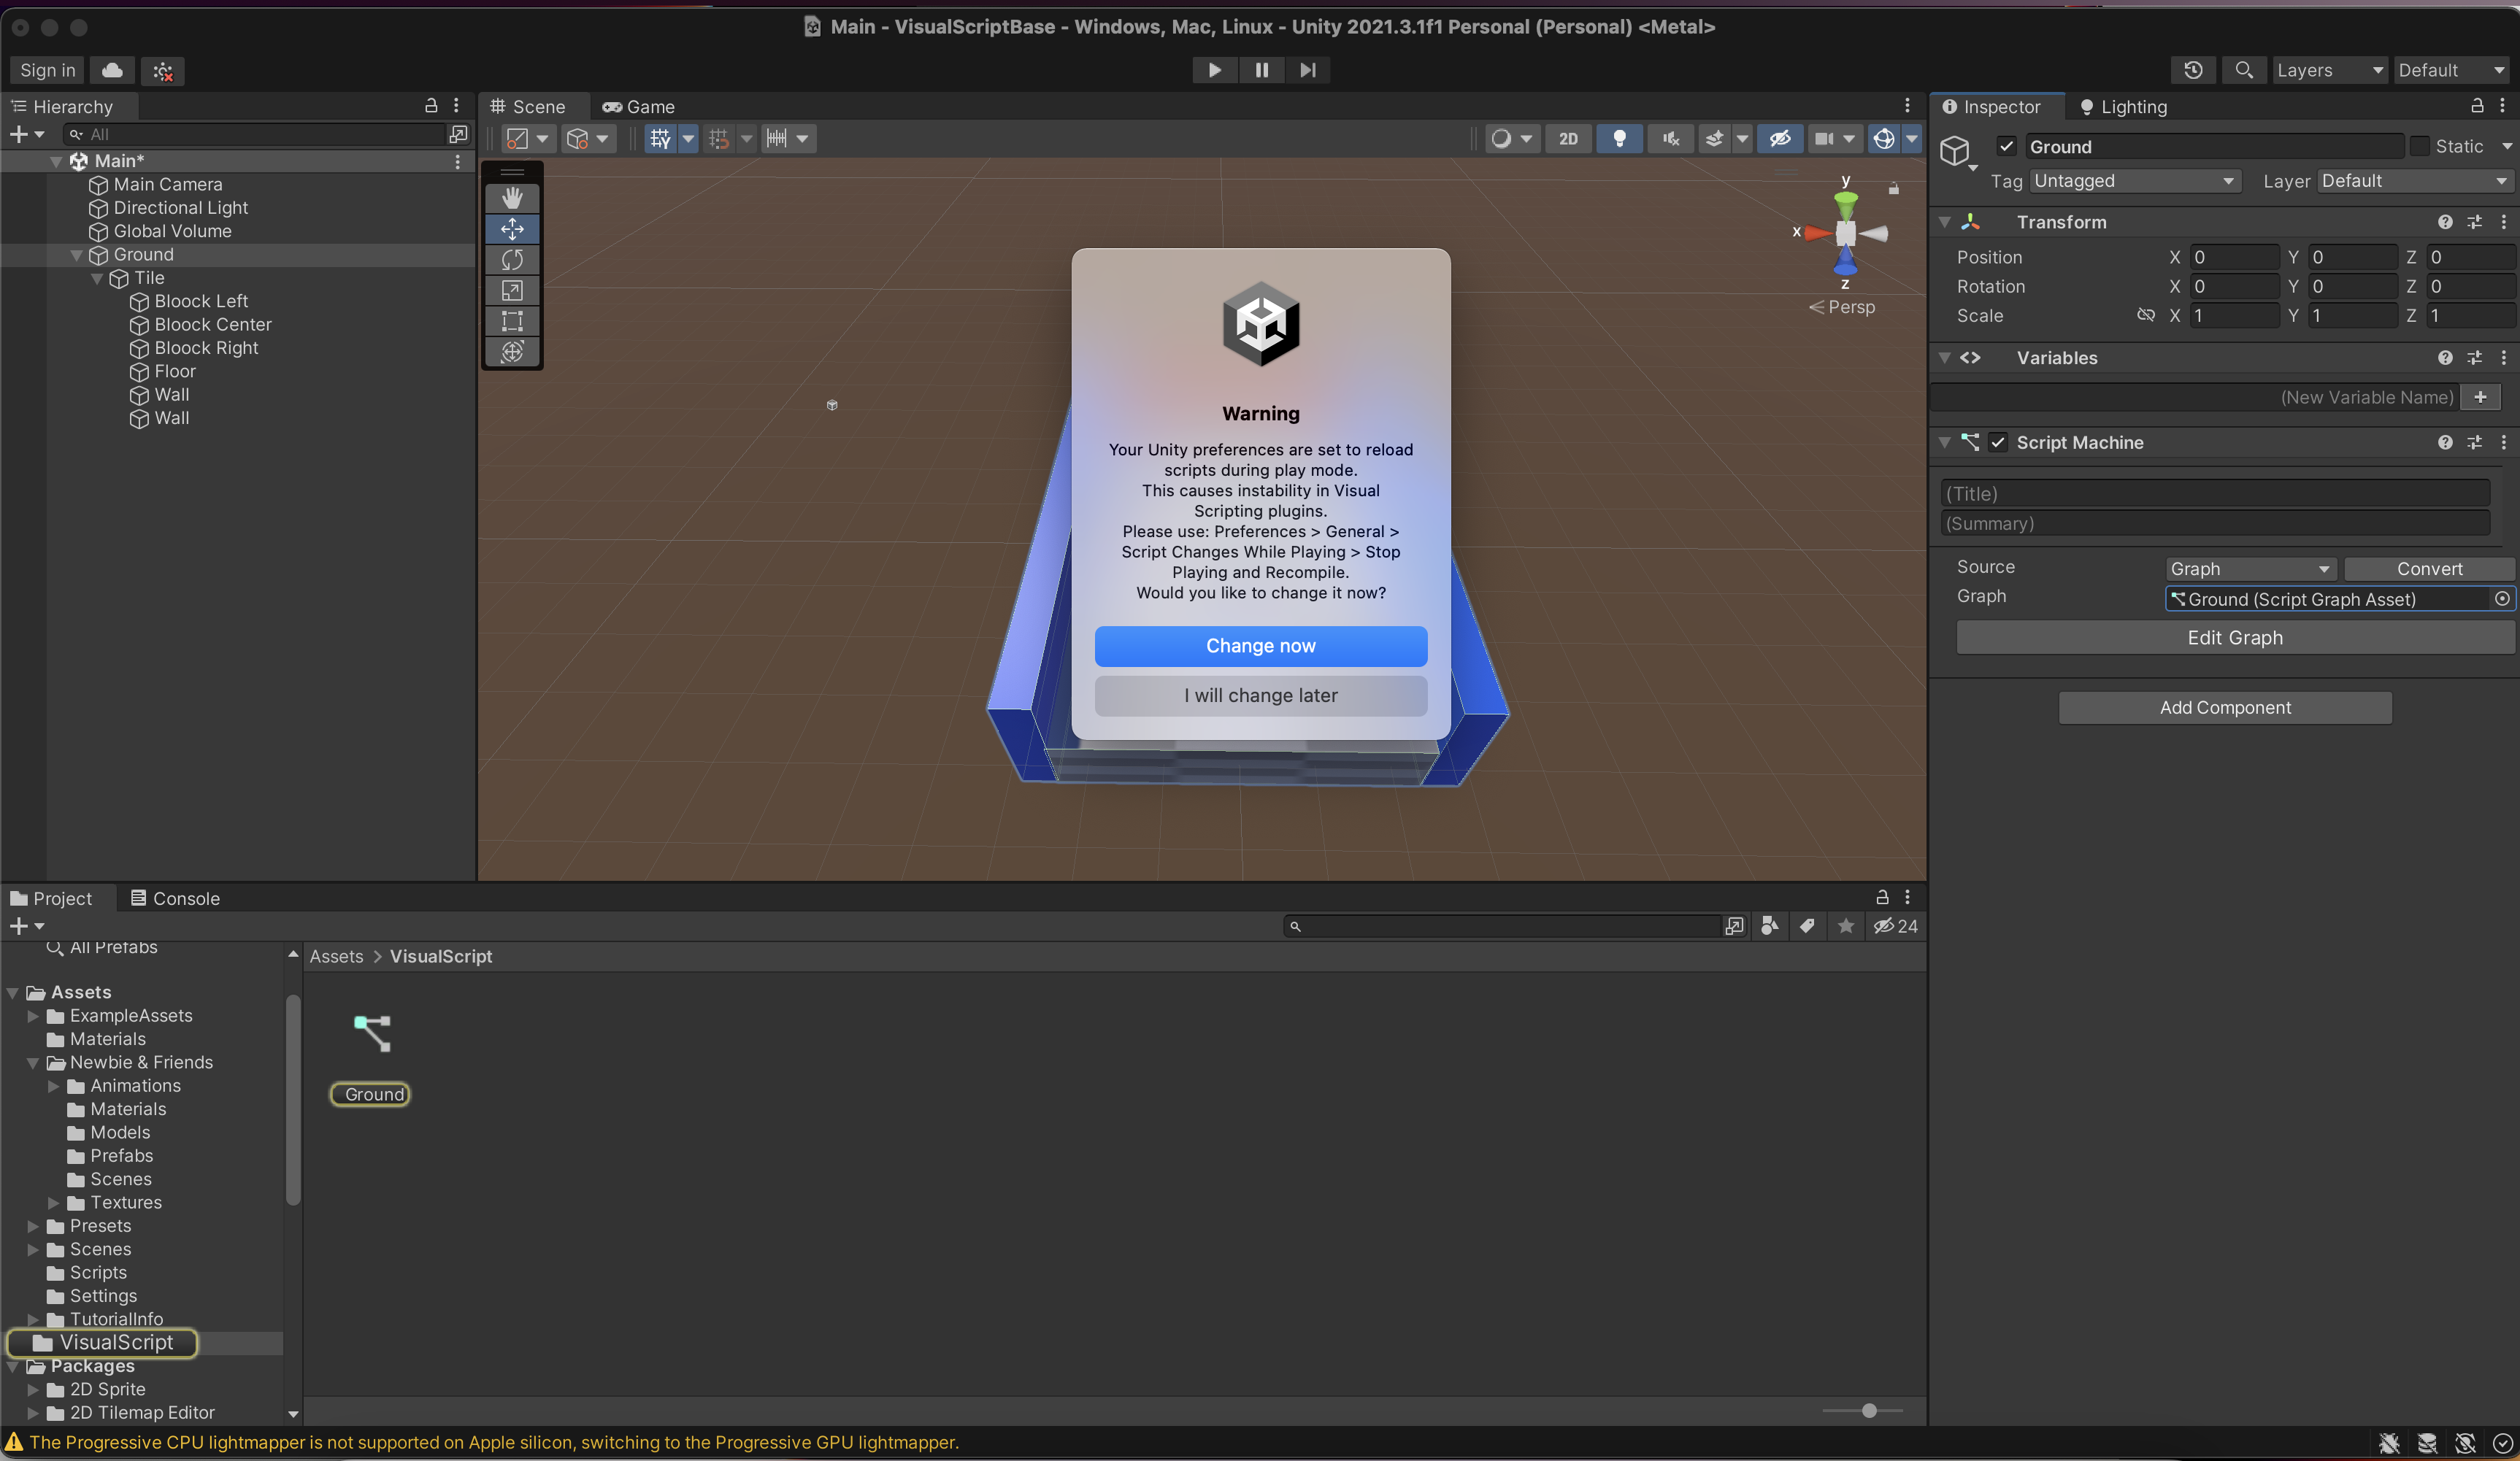 Main - VisualScriptBase - Windows, Mac, Linux - Unity 2021.3.1f1 Personal (Personal) <Metal>
Sign in
Layers
Default
Hierarchy
All
Main*
Main Camera
Directional Light
Global Volume
Ground
Tile
Bloock Left
Bloock Center
Bloock Right
Floor
Wall
Wall
Scene
Game
2D
y
x
z
Persp
Warning
Your Unity preferences are set to reload
scripts during play mode.
This causes instability in Visual
Scripting plugins.
Please use: Preferences > General >
Script Changes While Playing > Stop
Playing and Recompile.
Would you like to change it now?
Change now
I will change later
Inspector
Lighting
Ground
Static
Tag Untagged
Layer Default
Transform
Position X 0 Y 0 Z 0
Rotation X 0 Y 0 Z 0
Scale X 1 Y 1 Z 1
Variables
(New Variable Name)
Script Machine
(Title)
(Summary)
Source Graph Convert
Graph Ground (Script Graph Asset)
Edit Graph
Add Component
Project
Console
24
All Prefabs
Assets
ExampleAssets
Materials
Newbie & Friends
Animations
Materials
Models
Prefabs
Scenes
Textures
Presets
Scenes
Scripts
Settings
TutorialInfo
VisualScript
Packages
2D Sprite
2D Tilemap Editor
Assets > VisualScript
Ground
The Progressive CPU lightmapper is not supported on Apple silicon, switching to the Progressive GPU lightmapper.